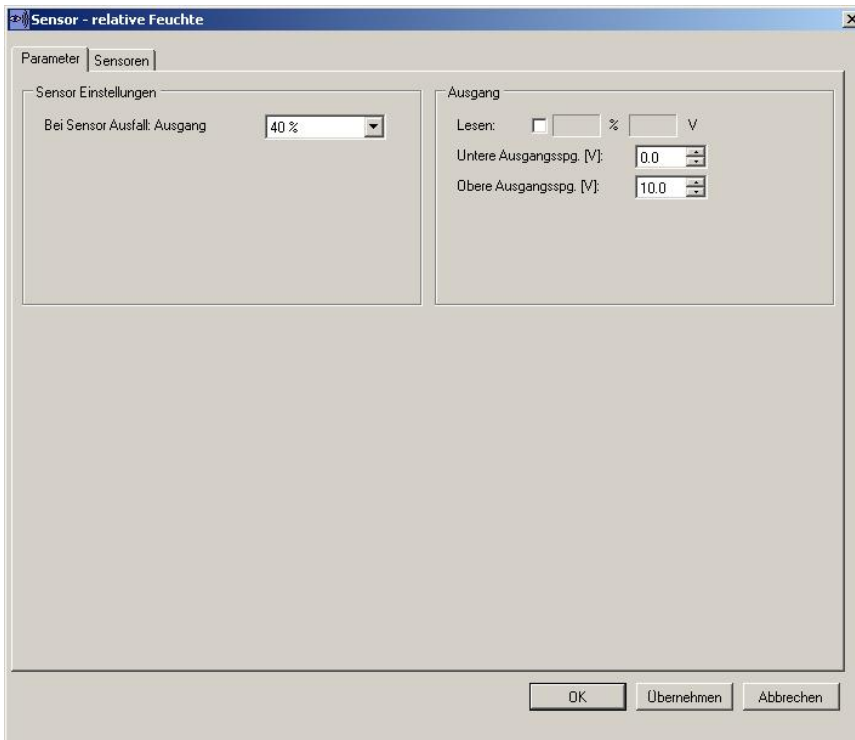 Sensor - relative Feuchte
Parameter Sensoren
Sensor Einstellungen
Bei Sensor Ausfall: Ausgang 40 %
Ausgang
Lesen: % V
Untere Ausgangsspg. [V]: 0.0
Obere Ausgangsspg. [V]: 10.0
OK Übernehmen Abbrechen